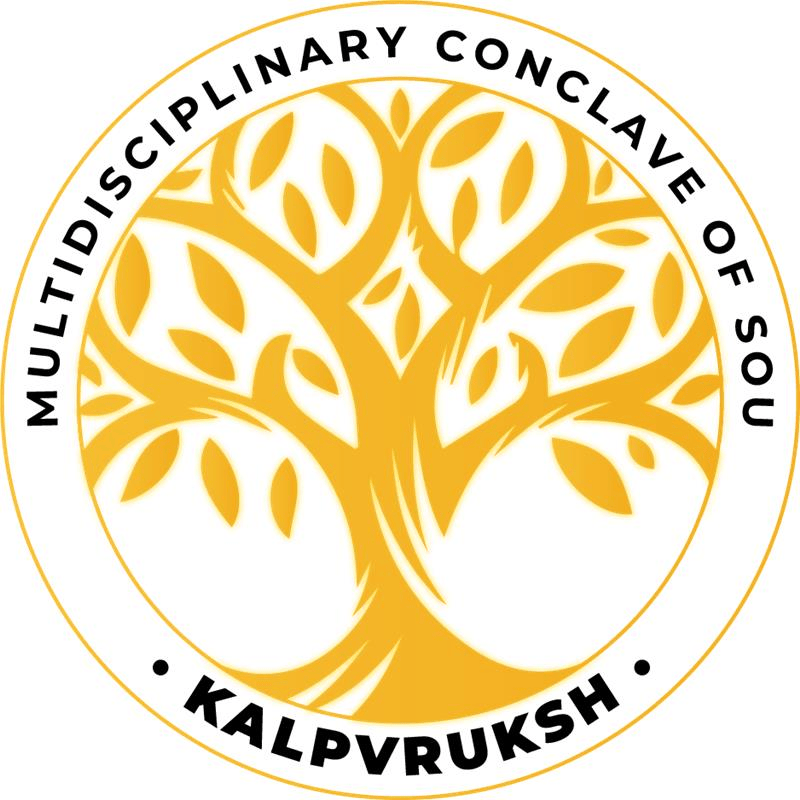 MULTIDISCIPLINARY CONCLAVE OF SOU
• KALPVRUKSH •